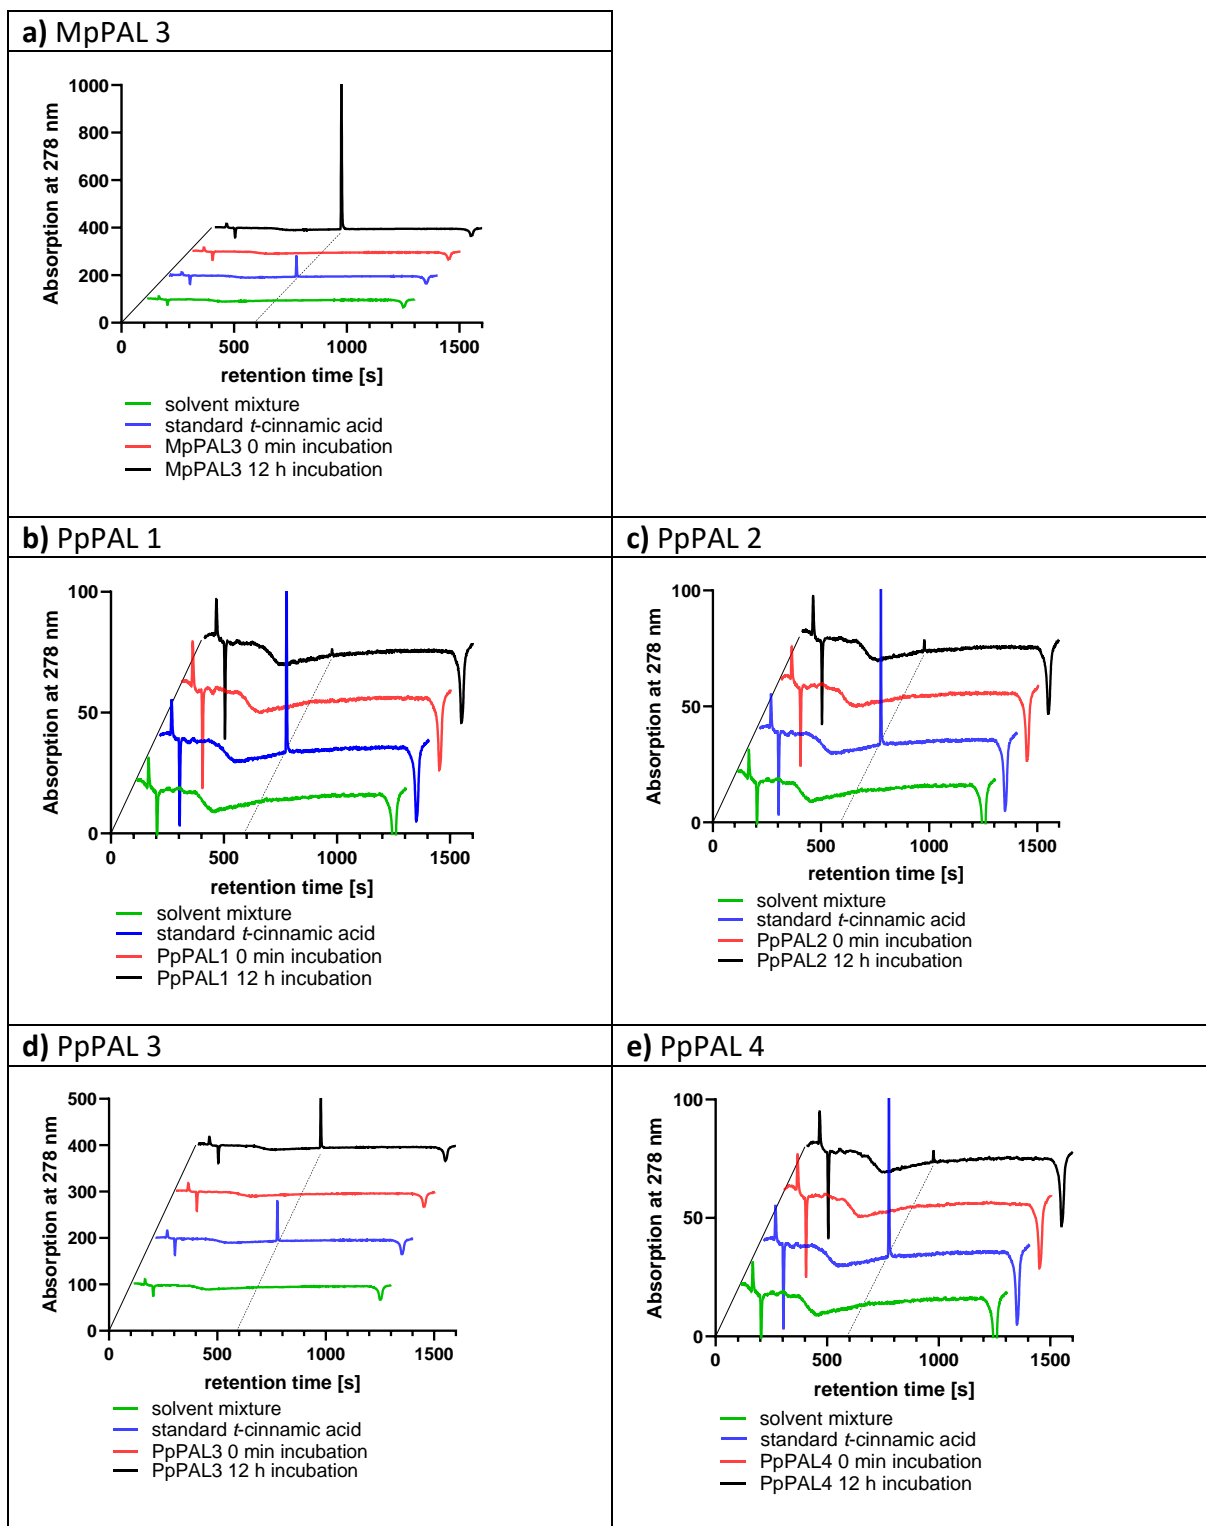 a) MpPAL 3
1000
800
600
400
200
0
Absorption at 278 nm
0 500 1000 1500
retention time [s]
solvent mixture
standard t-cinnamic acid
MpPAL3 0 min incubation
MpPAL3 12 h incubation
b) PpPAL 1
100
50
0
Absorption at 278 nm
0 500 1000 1500
retention time [s]
solvent mixture
standard t-cinnamic acid
PpPAL1 0 min incubation
PpPAL1 12 h incubation
c) PpPAL 2
100
50
0
Absorption at 278 nm
0 500 1000 1500
retention time [s]
solvent mixture
standard t-cinnamic acid
PpPAL2 0 min incubation
PpPAL2 12 h incubation
d) PpPAL 3
500
400
300
200
100
0
Absorption at 278 nm
0 500 1000 1500
retention time [s]
solvent mixture
standard t-cinnamic acid
PpPAL3 0 min incubation
PpPAL3 12 h incubation
e) PpPAL 4
100
50
0
Absorption at 278 nm
0 500 1000 1500
retention time [s]
solvent mixture
standard t-cinnamic acid
PpPAL4 0 min incubation
PpPAL4 12 h incubation